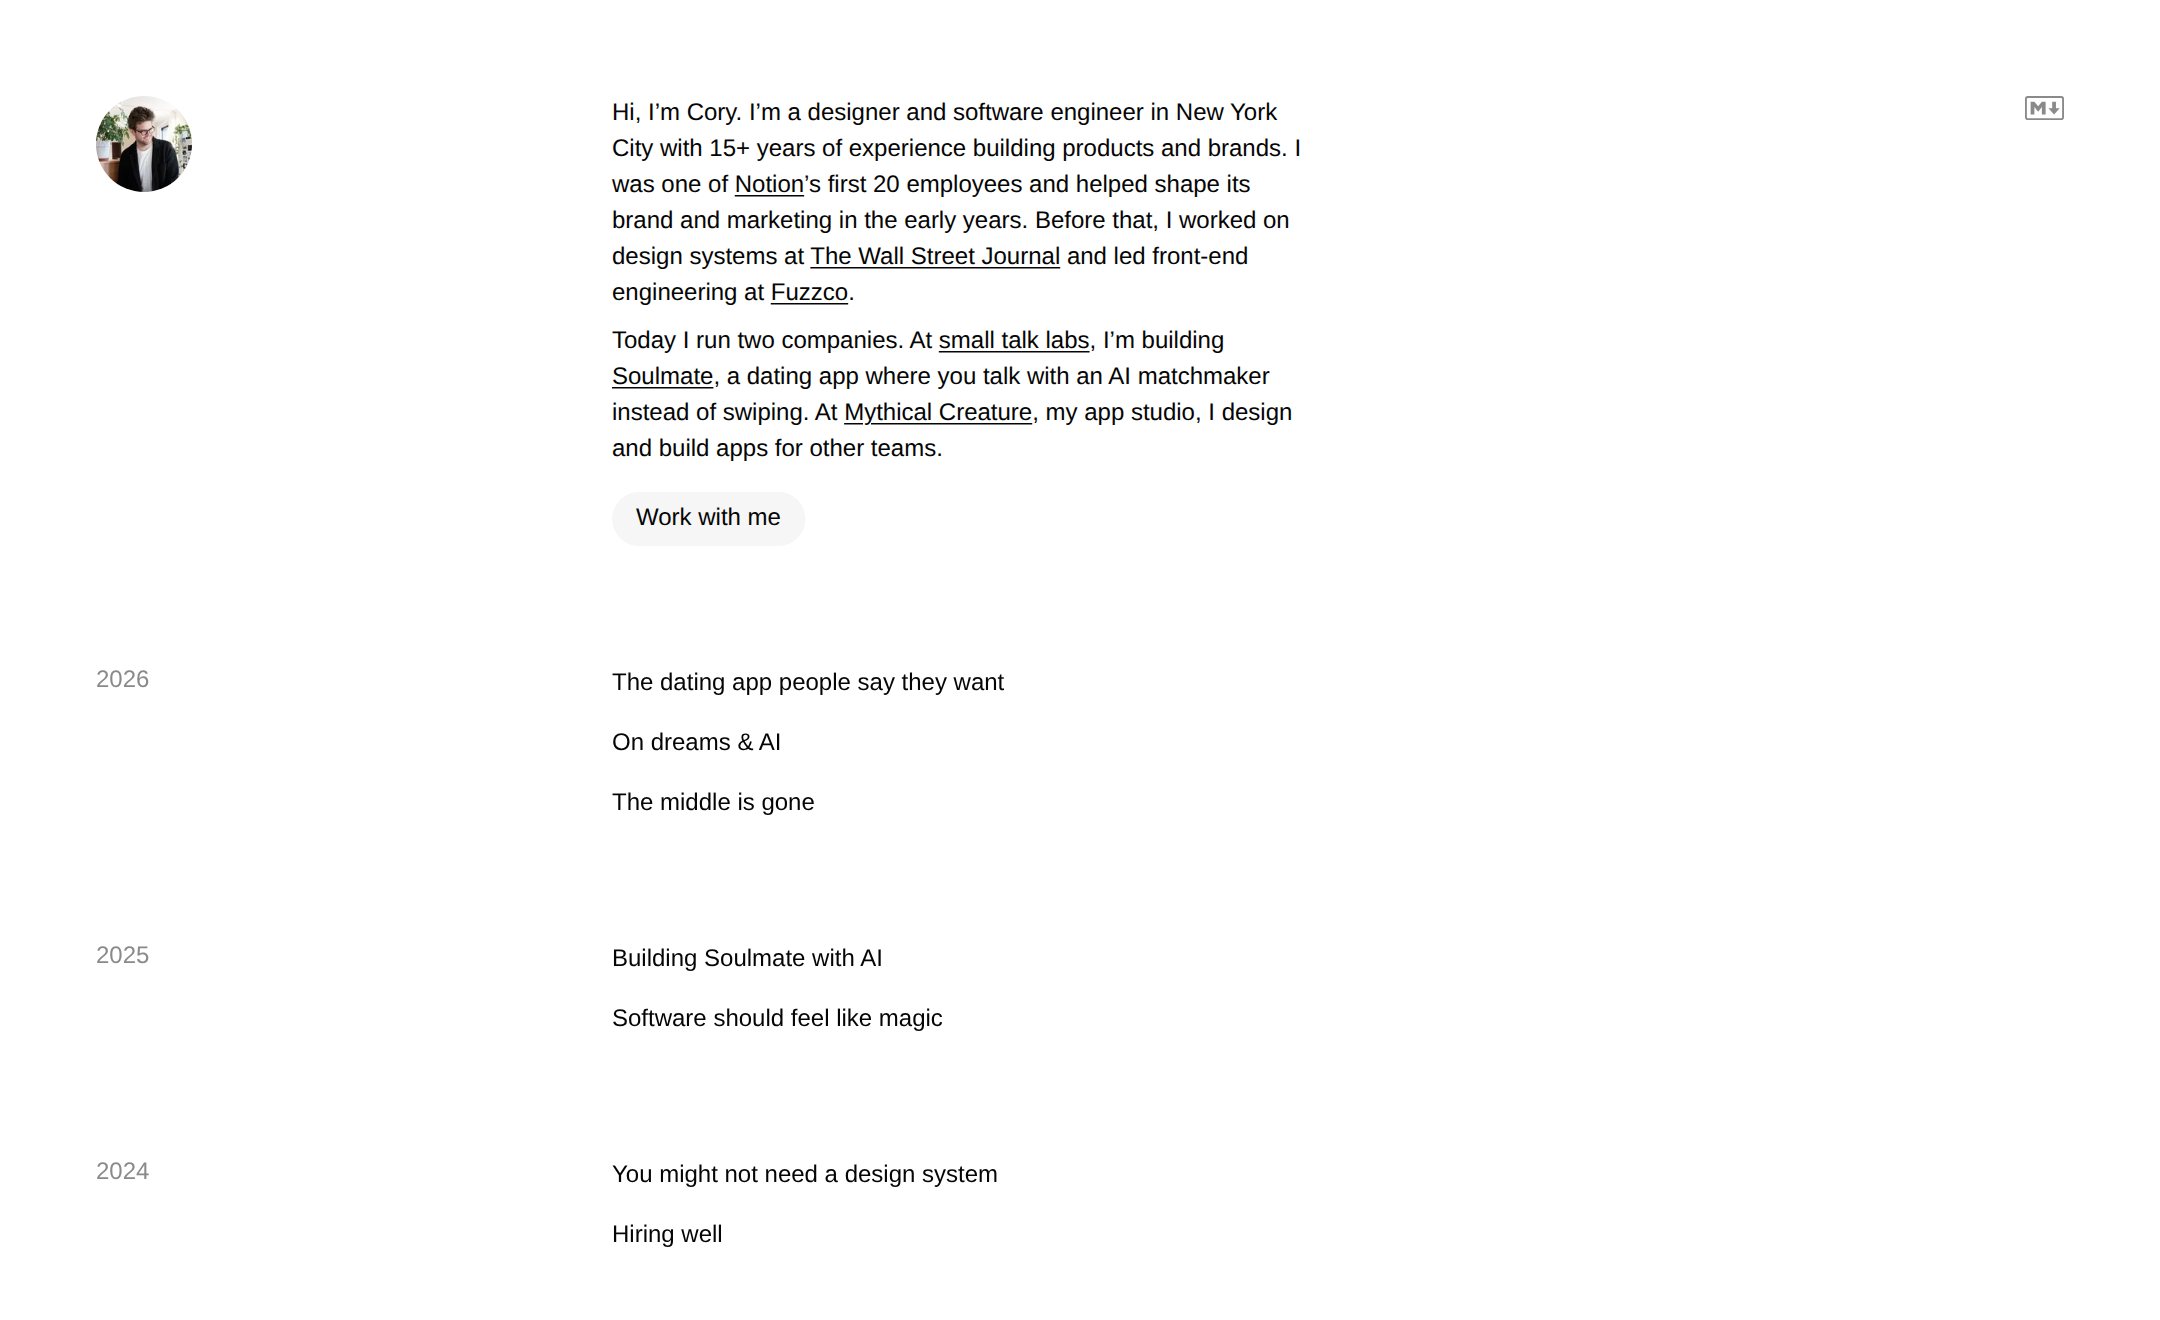 Hi, I’m Cory. I’m a designer and software engineer in New York
City with 15+ years of experience building products and brands. I
was one of Notion’s first 20 employees and helped shape its
brand and marketing in the early years. Before that, I worked on
design systems at The Wall Street Journal and led front-end
engineering at Fuzzco.
Today I run two companies. At small talk labs, I’m building
Soulmate, a dating app where you talk with an AI matchmaker
instead of swiping. At Mythical Creature, my app studio, I design
and build apps for other teams.
Work with me
M
2026
The dating app people say they want
On dreams & AI
The middle is gone
2025
Building Soulmate with AI
Software should feel like magic
2024
You might not need a design system
Hiring well